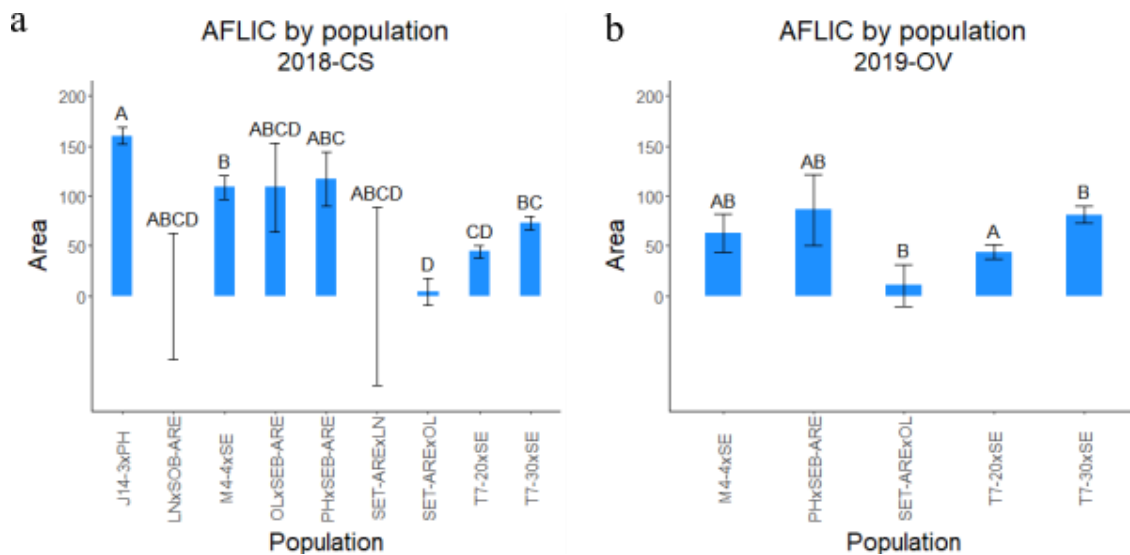 a
AFLIC by population
2018-CS
Area
200
150
100
50
0
A
ABCD
B
ABCD
ABC
ABCD
D
CD
BC
J14-3xPH
LNxSOB-ARE
M4-4xSE
OLxSEB-ARE
PHxSEB-ARE
SET-ARExLN
SET-ARExOL
T7-20xSE
T7-30xSE
Population
b
AFLIC by population
2019-OV
Area
200
150
100
50
0
AB
AB
B
A
B
M4-4xSE
PHxSEB-ARE
SET-ARExOL
T7-20xSE
T7-30xSE
Population